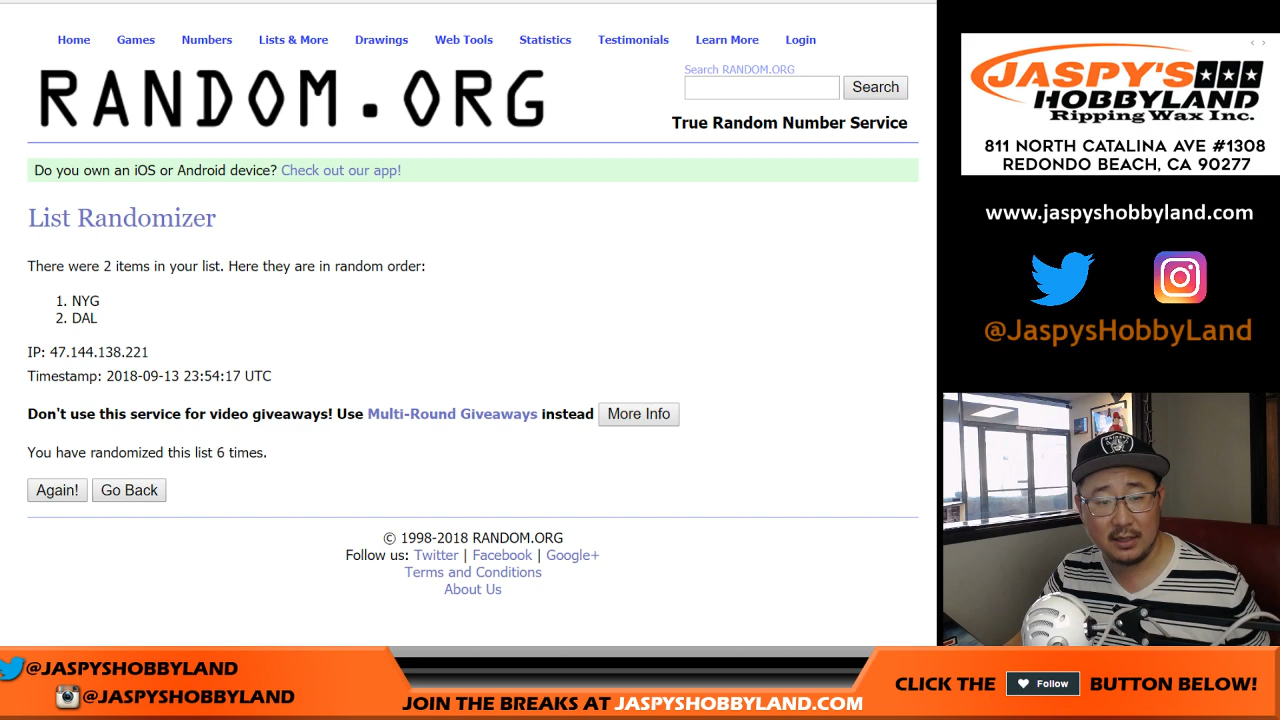 Home Games Numbers Lists & More Drawings Web Tools Statistics Testimonials Learn More Login
RANDOM.ORG
Search RANDOM.ORG
Search
True Random Number Service
Do you own an iOS or Android device? Check out our app!
List Randomizer
There were 2 items in your list. Here they are in random order:
1. NYG
2. DAL
IP: 47.144.138.221
Timestamp: 2018-09-13 23:54:17 UTC
Don't use this service for video giveaways! Use Multi-Round Giveaways instead More Info
You have randomized this list 6 times.
Again! Go Back
© 1998-2018 RANDOM.ORG
Follow us: Twitter | Facebook | Google+
Terms and Conditions
About Us
JASPY'S
HOBBYLAND
Ripping Wax Inc.
811 NORTH CATALINA AVE #1308
REDONDO BEACH, CA 90277
www.jaspyshobbyland.com
@JaspysHobbyLand
RAIDERS
@JASPYSHOBBYLAND
@JASPYSHOBBYLAND
JOIN THE BREAKS AT JASPYSHOBBYLAND.COM
CLICK THE Follow BUTTON BELOW!